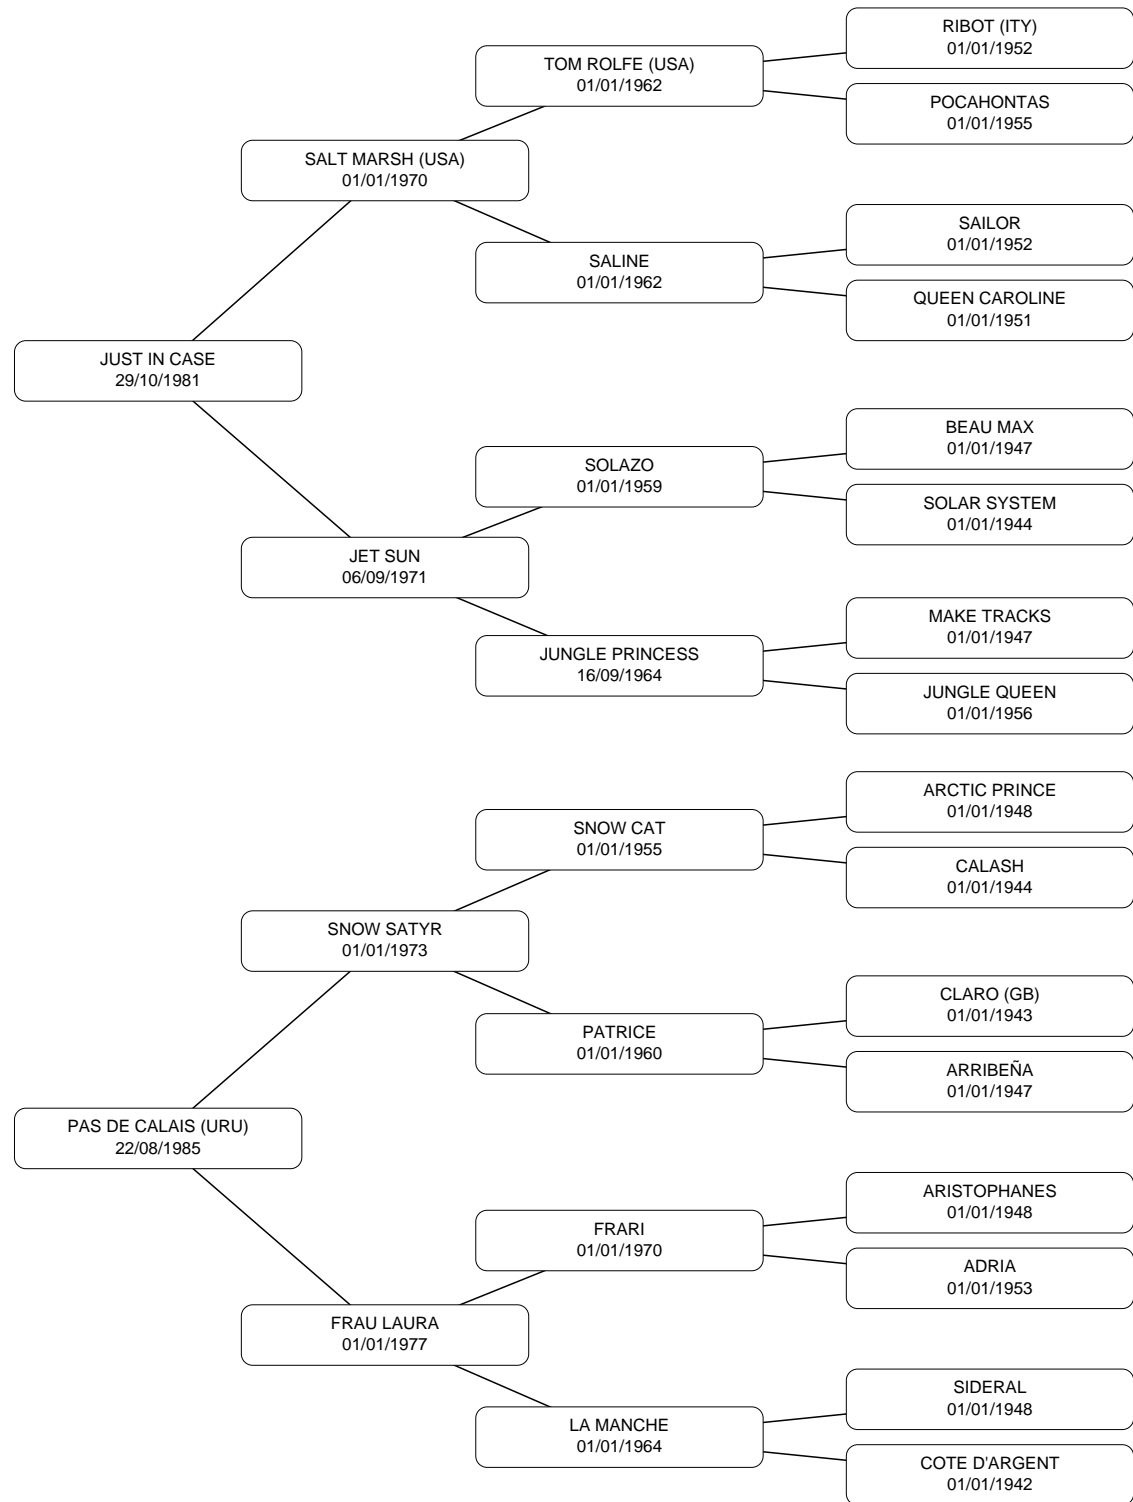 RIBOT (ITY)
01/01/1952
TOM ROLFE (USA)
01/01/1962
POCAHONTAS
01/01/1955
SALT MARSH (USA)
01/01/1970
SAILOR
01/01/1952
SALINE
01/01/1962
QUEEN CAROLINE
01/01/1951
JUST IN CASE
29/10/1981
BEAU MAX
01/01/1947
SOLAZO
01/01/1959
SOLAR SYSTEM
01/01/1944
JET SUN
06/09/1971
MAKE TRACKS
01/01/1947
JUNGLE PRINCESS
16/09/1964
JUNGLE QUEEN
01/01/1956
ARCTIC PRINCE
01/01/1948
SNOW CAT
01/01/1955
CALASH
01/01/1944
SNOW SATYR
01/01/1973
CLARO (GB)
01/01/1943
PATRICE
01/01/1960
ARRIBEÑA
01/01/1947
PAS DE CALAIS (URU)
22/08/1985
ARISTOPHANES
01/01/1948
FRARI
01/01/1970
ADRIA
01/01/1953
FRAU LAURA
01/01/1977
SIDERAL
01/01/1948
LA MANCHE
01/01/1964
COTE D'ARGENT
01/01/1942